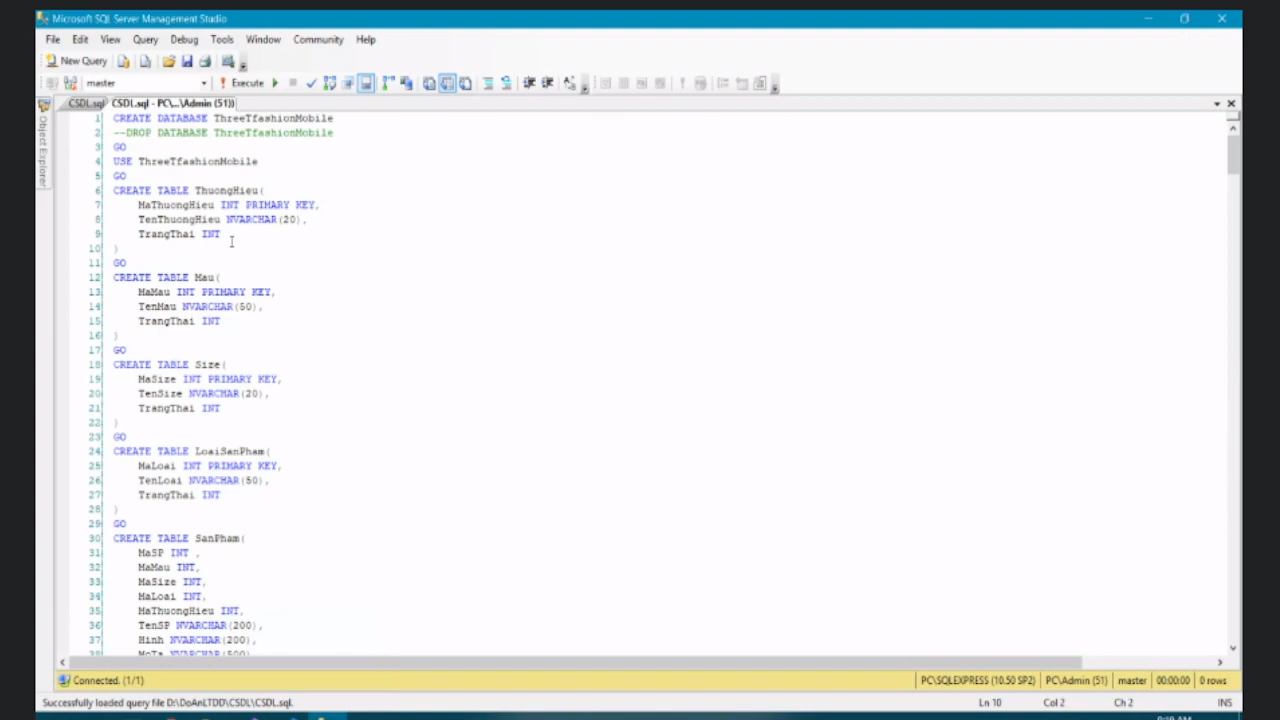 Microsoft SQL Server Management Studio
File Edit View Query Debug Tools Window Community Help
New Query
master Execute
CSDL.sql CSDL.sql - PC\...\Admin (51))
Object Explorer
1 CREATE DATABASE ThreeTfashionMobile
2 --DROP DATABASE ThreeTfashionMobile
3 GO
4 USE ThreeTfashionMobile
5 GO
6 CREATE TABLE ThuongHieu(
7 MaThuongHieu INT PRIMARY KEY,
8 TenThuongHieu NVARCHAR(20),
9 TrangThai INT
10 )
11 GO
12 CREATE TABLE Mau(
13 MaMau INT PRIMARY KEY,
14 TenMau NVARCHAR(50),
15 TrangThai INT
16 )
17 GO
18 CREATE TABLE Size(
19 MaSize INT PRIMARY KEY,
20 TenSize NVARCHAR(20),
21 TrangThai INT
22 )
23 GO
24 CREATE TABLE LoaiSanPham(
25 MaLoai INT PRIMARY KEY,
26 TenLoai NVARCHAR(50),
27 TrangThai INT
28 )
29 GO
30 CREATE TABLE SanPham(
31 MaSP INT ,
32 MaMau INT,
33 MaSize INT,
34 MaLoai INT,
35 MaThuongHieu INT,
36 TenSP NVARCHAR(200),
37 Hinh NVARCHAR(200),
38 MoTa NVARCHAR(500)
Connected. (1/1) PC\SQLEXPRESS (10.50 SP2) PC\Admin (51) master 00:00:00 0 rows
Successfully loaded query file D:\DoAnLTDD\CSDL\CSDL.sql. Ln 10 Col 2 Ch 2 INS